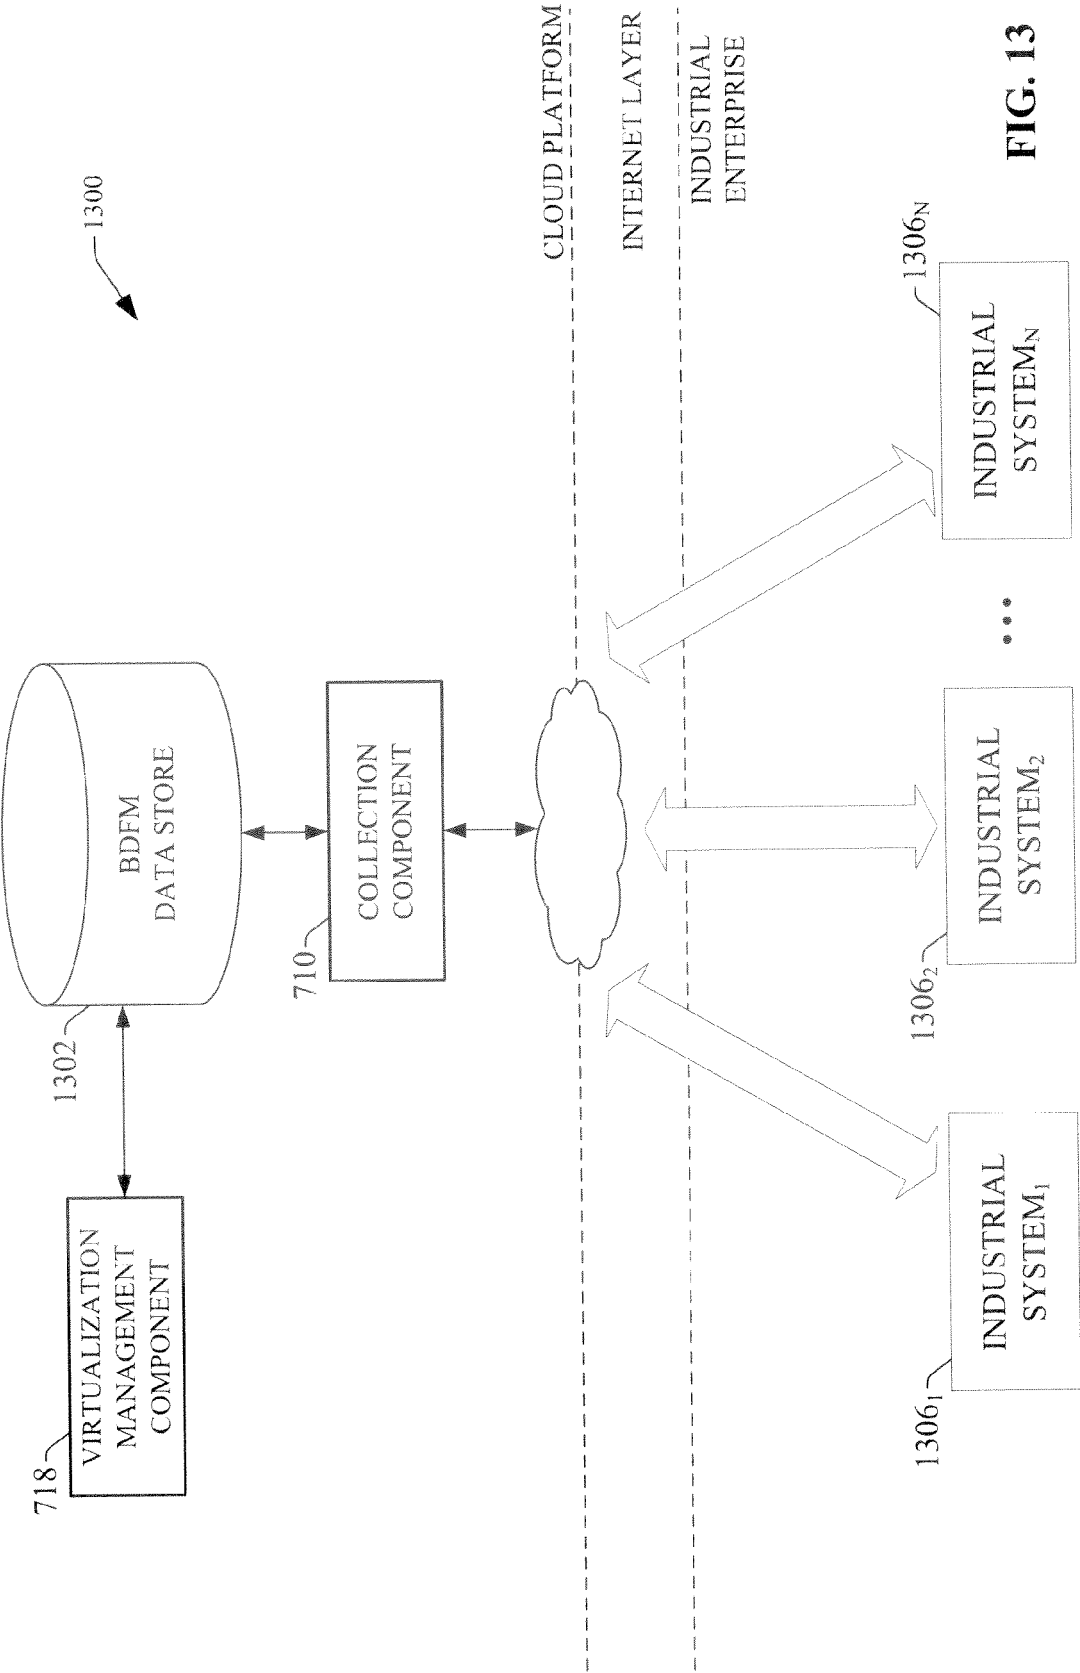 1300
BDFM
DATA STORE
1302
VIRTUALIZATION
MANAGEMENT
COMPONENT
718
COLLECTION
COMPONENT
710
CLOUD PLATFORM
INTERNET LAYER
INDUSTRIAL
ENTERPRISE
1306₁
INDUSTRIAL
SYSTEM₁
1306₂
INDUSTRIAL
SYSTEM₂
•••
1306N
INDUSTRIAL
SYSTEMN
FIG. 13